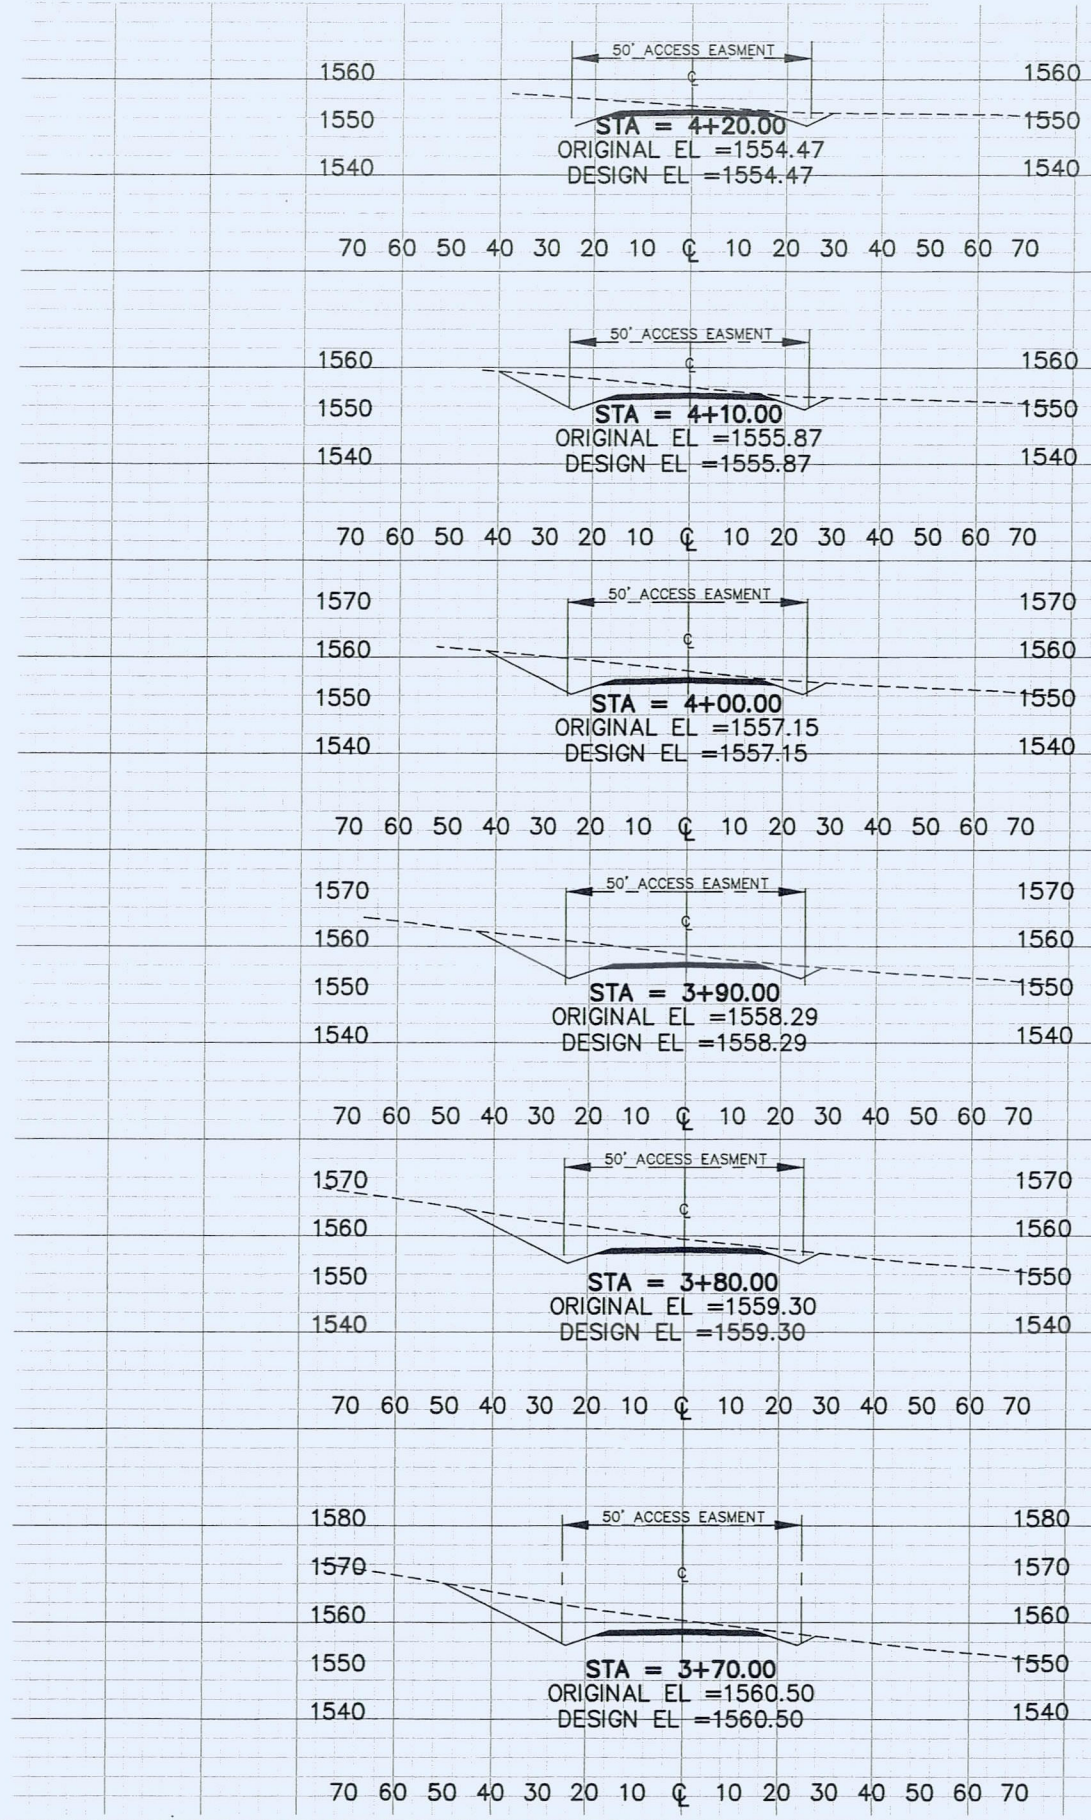 50' ACCESS EASMENT
1560 ℄ 1560
1550 1550
STA = 4+20.00
ORIGINAL EL =1554.47
1540 DESIGN EL =1554.47 1540
70 60 50 40 30 20 10 ℄ 10 20 30 40 50 60 70
50' ACCESS EASMENT
1560 ℄ 1560
1550 STA = 4+10.00 1550
ORIGINAL EL =1555.87
1540 DESIGN EL =1555.87 1540
70 60 50 40 30 20 10 ℄ 10 20 30 40 50 60 70
1570 50' ACCESS EASMENT 1570
1560 ℄ 1560
1550 STA = 4+00.00 1550
ORIGINAL EL =1557.15
1540 DESIGN EL =1557.15 1540
70 60 50 40 30 20 10 ℄ 10 20 30 40 50 60 70
1570 50' ACCESS EASMENT 1570
℄
1560 1560
1550 STA = 3+90.00 1550
ORIGINAL EL =1558.29
1540 DESIGN EL =1558.29 1540
70 60 50 40 30 20 10 ℄ 10 20 30 40 50 60 70
50' ACCESS EASMENT
1570 1570
℄
1560 1560
1550 STA = 3+80.00 1550
ORIGINAL EL =1559.30
1540 DESIGN EL =1559.30 1540
70 60 50 40 30 20 10 ℄ 10 20 30 40 50 60 70
1580 50' ACCESS EASMENT 1580
1570 ℄ 1570
1560 1560
1550 STA = 3+70.00 1550
ORIGINAL EL =1560.50
1540 DESIGN EL =1560.50 1540
70 60 50 40 30 20 10 ℄ 10 20 30 40 50 60 70